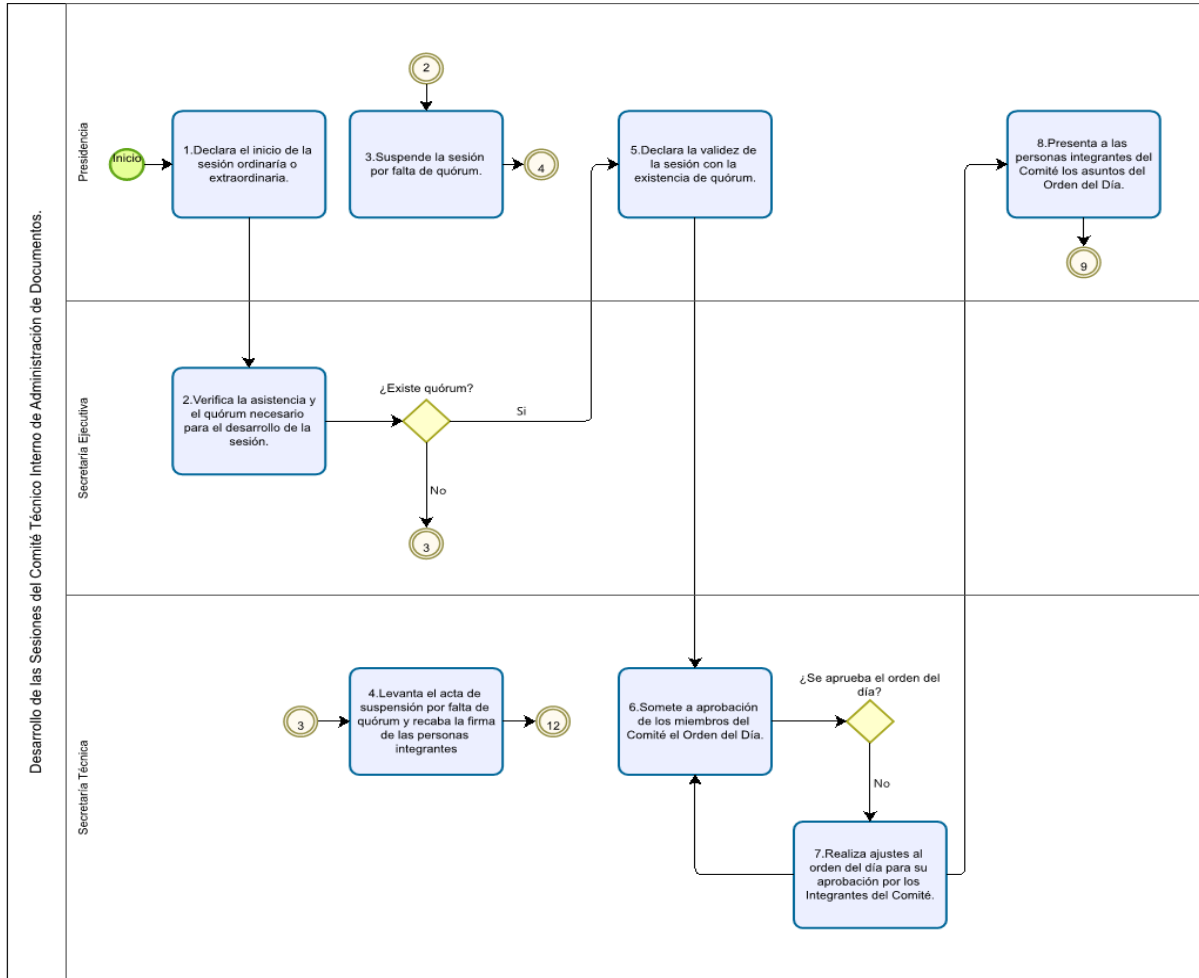 Desarrollo de las Sesiones del Comité Técnico Interno de Administración de Documentos.
Presidencia
Inicio
1.Declara el inicio de la
sesión ordinaría o
extraordinaria.
2
3.Suspende la sesión
por falta de quórum.
4
5.Declara la validez de
la sesión con la
existencia de quórum.
8.Presenta a las
personas integrantes del
Comité los asuntos del
Orden del Día.
9
Secretaría Ejecutiva
2.Verifica la asistencia y
el quórum necesario
para el desarrollo de la
sesión.
¿Existe quórum?
Si
No
3
Secretaría Técnica
3
4.Levanta el acta de
suspensión por falta de
quórum y recaba la firma
de las personas
integrantes
12
6.Somete a aprobación
de los miembros del
Comité el Orden del Día.
¿Se aprueba el orden del
día?
No
7.Realiza ajustes al
orden del día para su
aprobación por los
Integrantes del Comité.